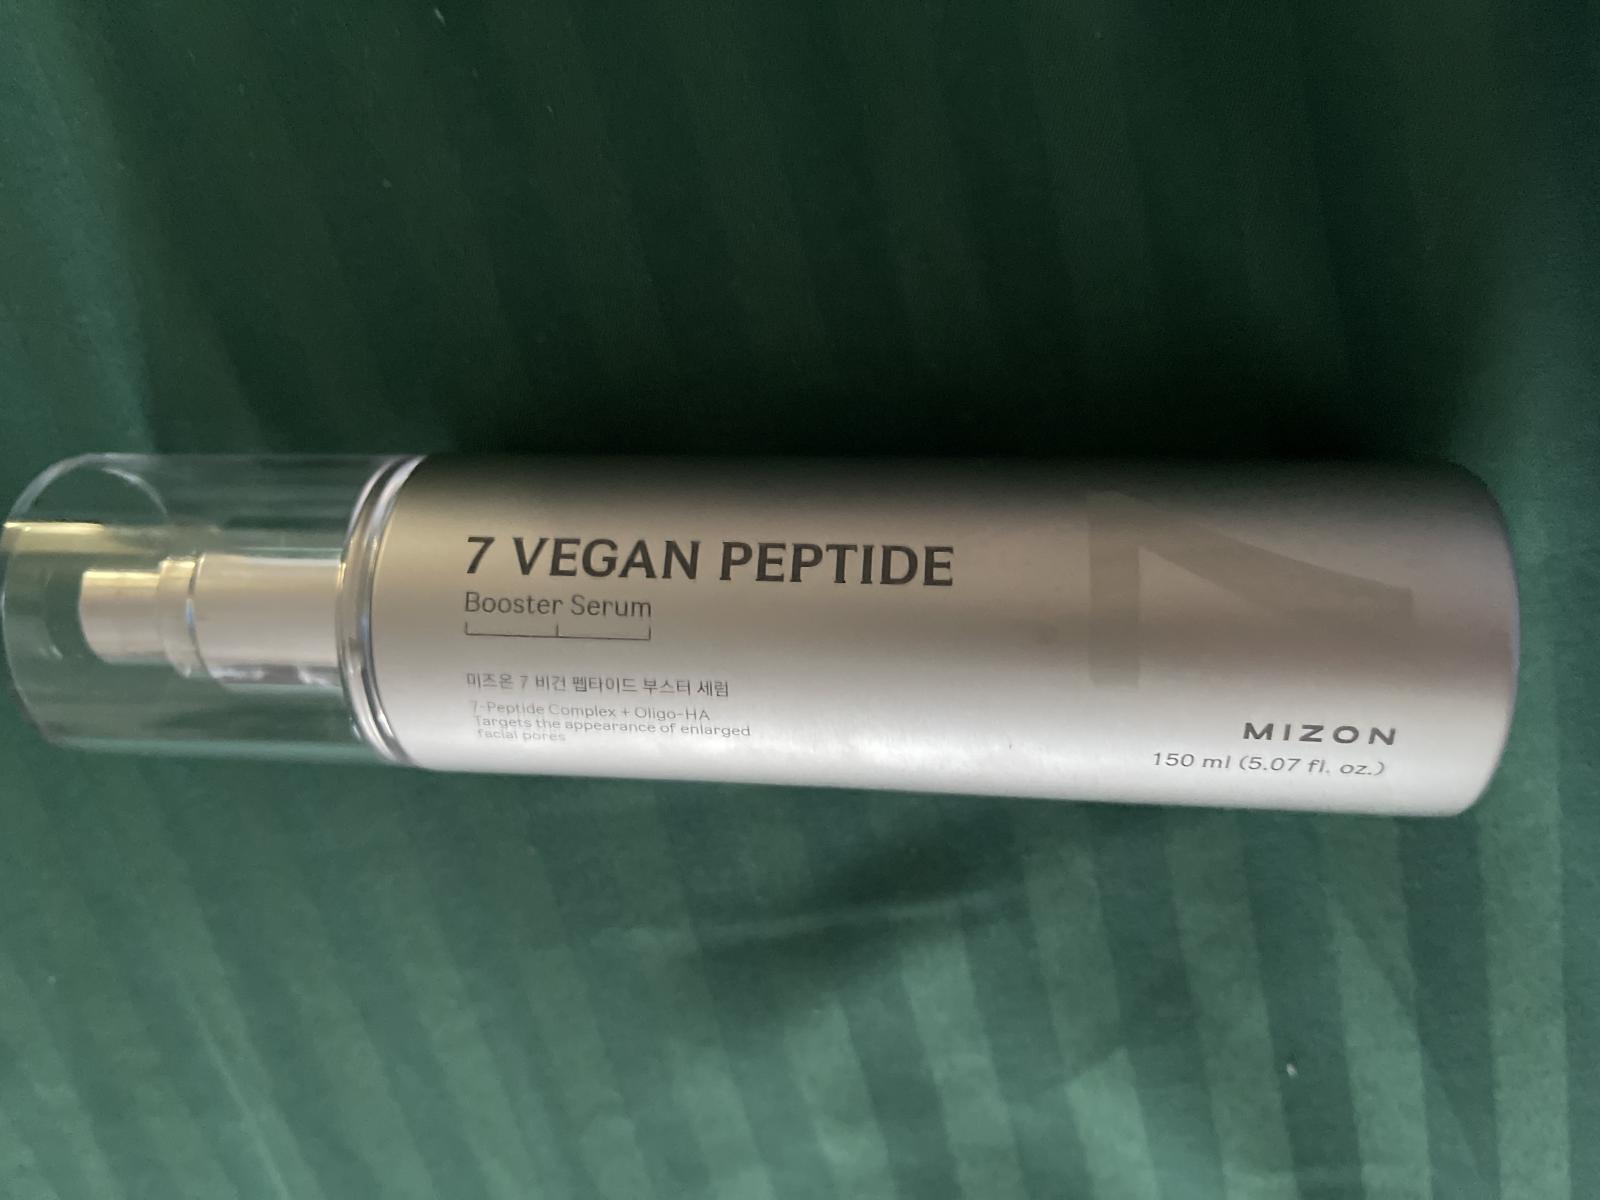 7 VEGAN PEPTIDE
Booster Serum
미즈온 7 비건 펩타이드 부스터 세럼
7-Peptide Complex + Oligo-HA
Targets the appearance of enlarged
facial pores
7
MIZON
150 ml (5.07 fl. oz.)